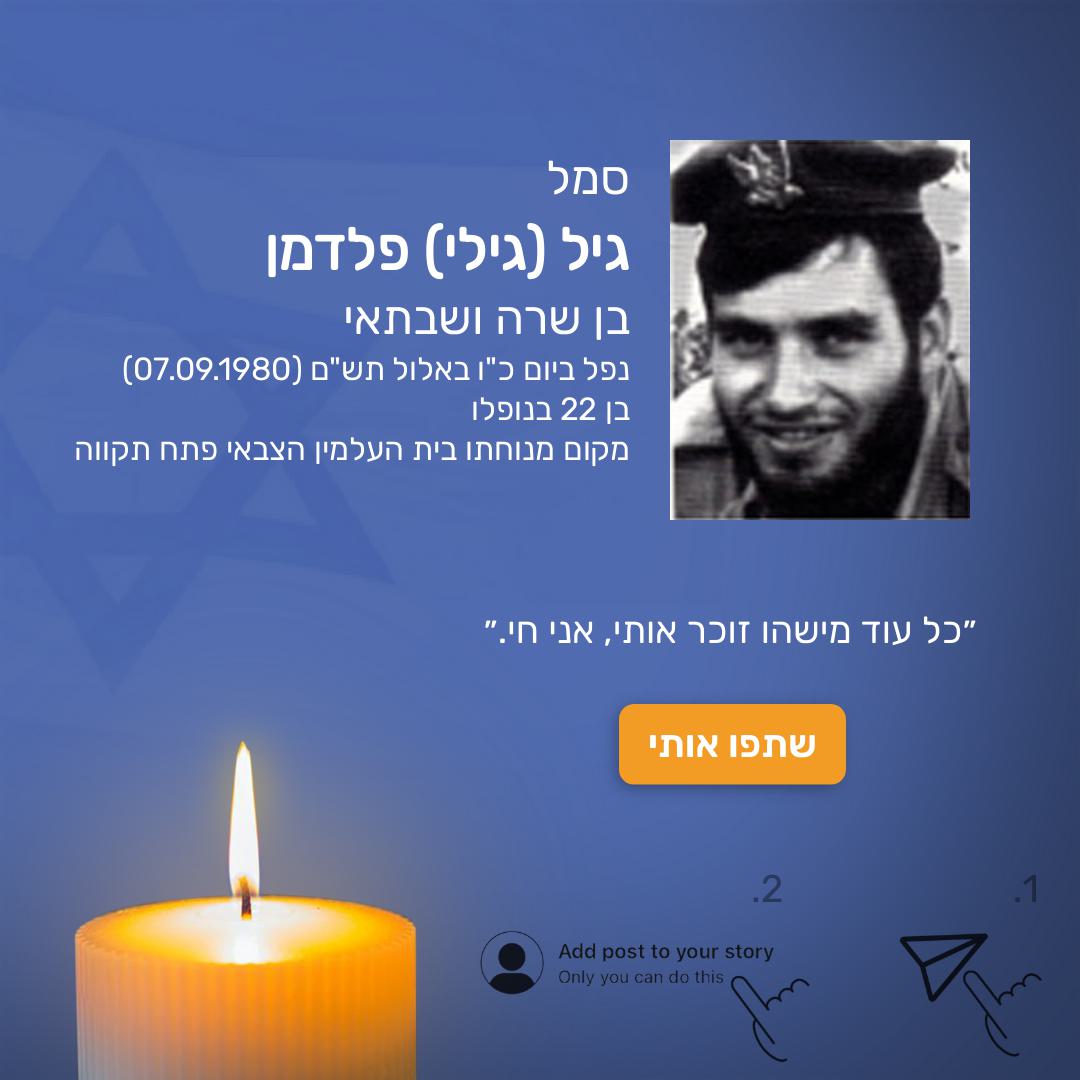 סמל
גיל (גילי) פלדמן
בן שרה ושבתאי
נפל ביום כ"ו באלול תש"ם (07.09.1980)
בן 22 בנופלו
מקום מנוחתו בית העלמין הצבאי פתח תקווה
״כל עוד מישהו זוכר אותי, אני חי.״
שתפו אותי
1.
2.
Add post to your story
Only you can do this